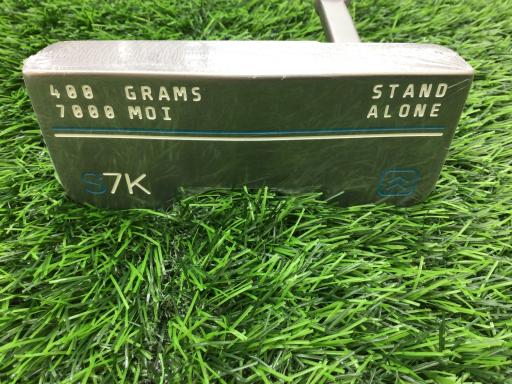 400 GRAMS
7000 MOI
STAND
ALONE
S7K